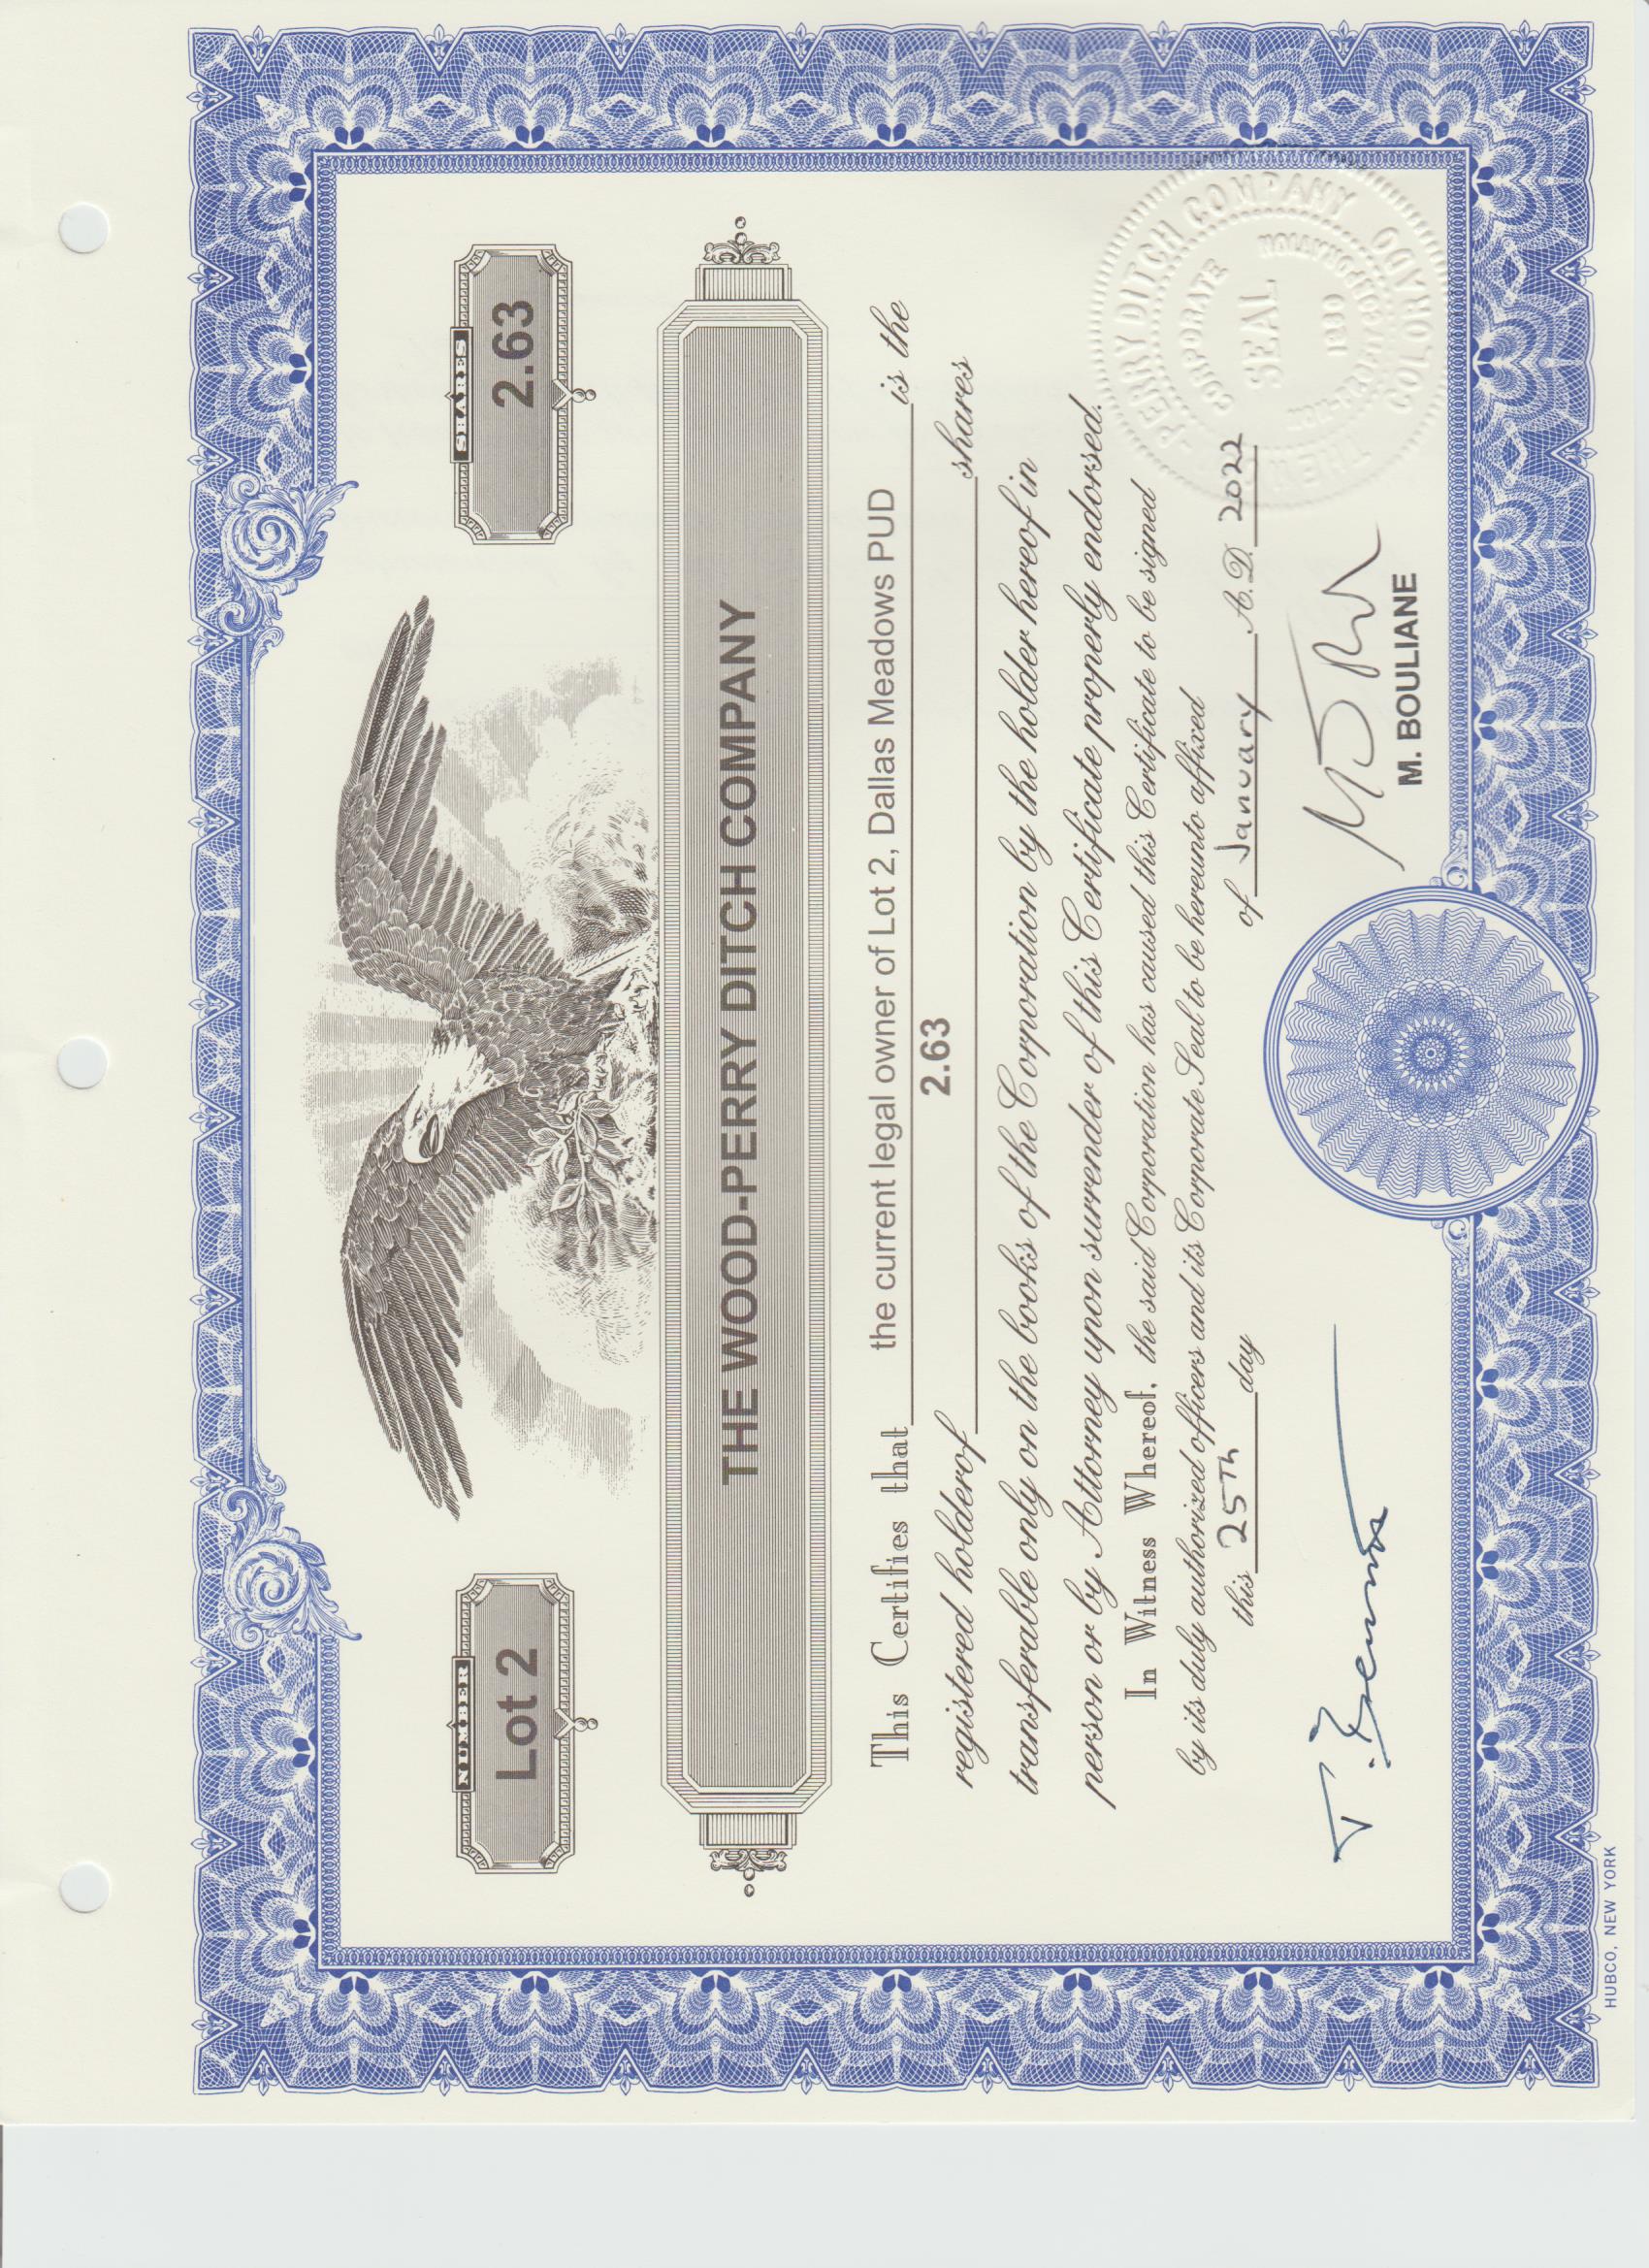 NUMBER
Lot 2
SHARES
2.63
THE WOOD-PERRY DITCH COMPANY
This Certifies that the current legal owner of Lot 2, Dallas Meadows PUD is the
registered holder of 2.63 shares
transferable only on the books of the Corporation by the holder hereof in
person or by Attorney upon surrender of this Certificate properly endorsed.
In Witness Whereof, the said Corporation has caused this Certificate to be signed
by its duly authorized officers and its Corporate Seal to be hereunto affixed
this 25Th day of January A.D. 2022
M. BOULIANE
PERRY DITCH COMPANY
CORPORATE
SEAL
COLORADO
HUBCO, NEW YORK